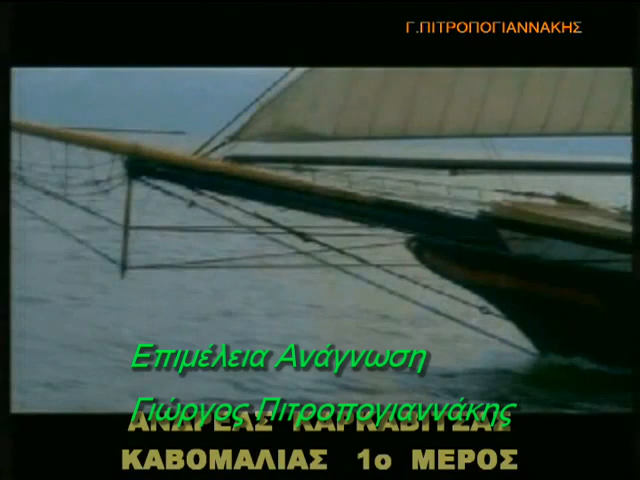 Γ.ΠΙΤΡΟΠΟΓΙΑΝΝΑΚΗΣ
Επιμέλεια Ανάγνωση
Γιώργος Πιτροπογιαννάκης
ΑΝΔΡΕΑΣ ΚΑΡΚΑΒΙΤΣΑΣ
ΚΑΒΟΜΑΛΙΑΣ 1ο ΜΕΡΟΣ